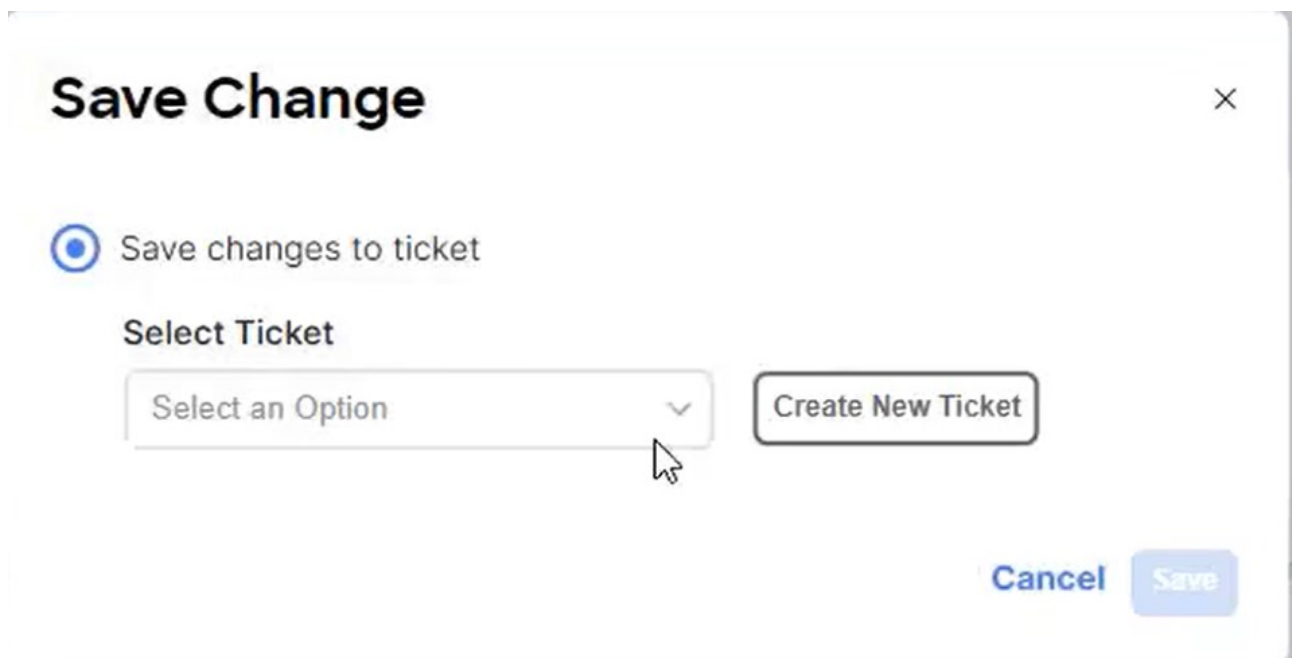 Save Change
Save changes to ticket
Select Ticket
Select an Option
Create New Ticket
Cancel
Save